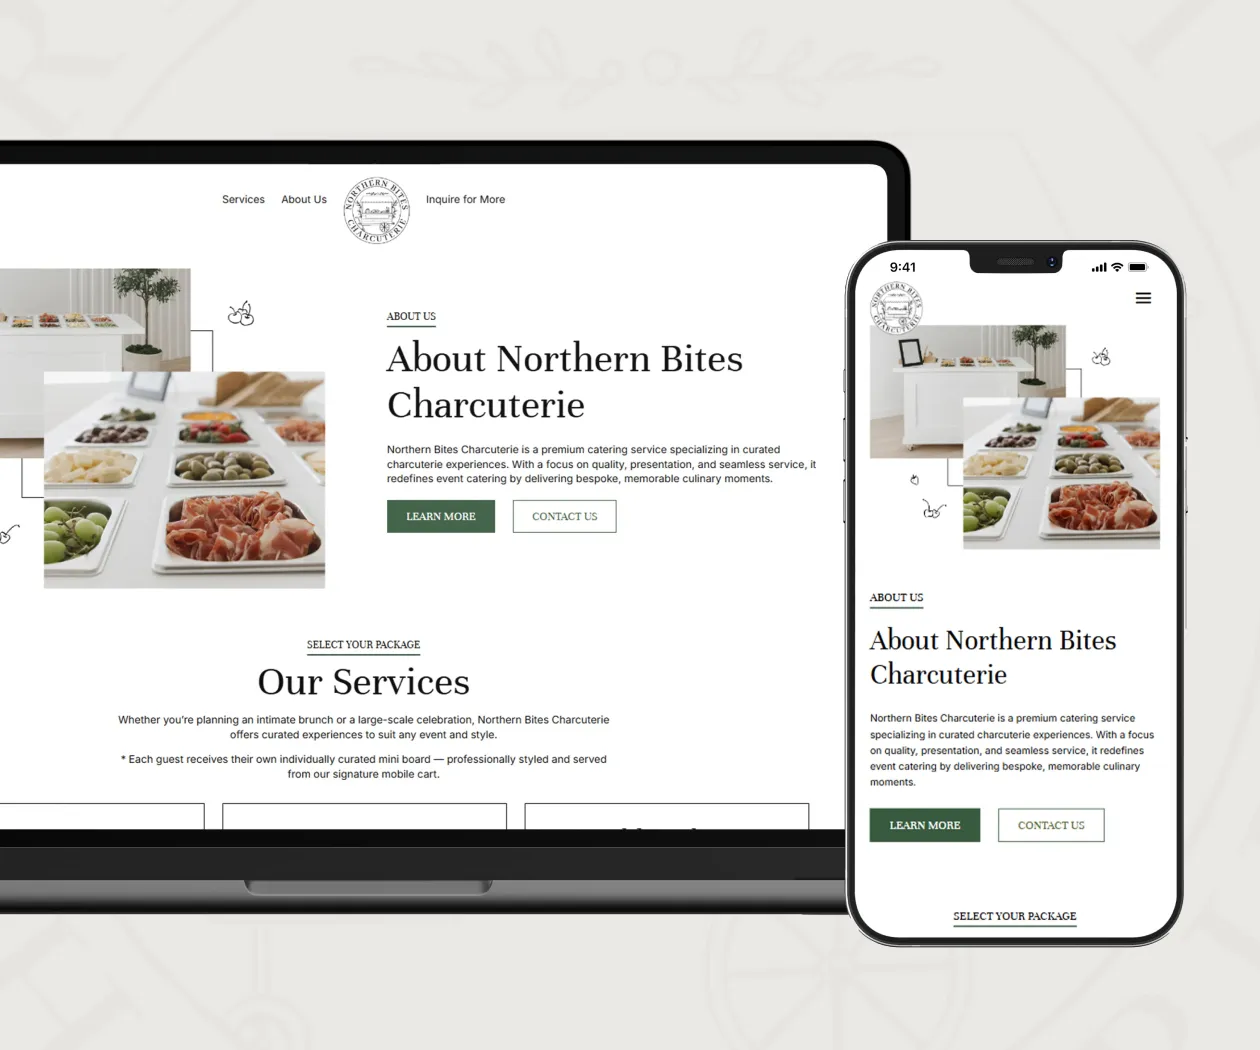 Services About Us Inquire for More
NORTHERN BITES
CHARCUTERIE
ABOUT US
About Northern Bites
Charcuterie
Northern Bites Charcuterie is a premium catering service specializing in curated
charcuterie experiences. With a focus on quality, presentation, and seamless service, it
redefines event catering by delivering bespoke, memorable culinary moments.
LEARN MORE CONTACT US
SELECT YOUR PACKAGE
Our Services
Whether you're planning an intimate brunch or a large-scale celebration, Northern Bites Charcuterie
offers curated experiences to suit any event and style.
* Each guest receives their own individually curated mini board — professionally styled and served
from our signature mobile cart.
9:41
NORTHERN BITES
CHARCUTERIE
ABOUT US
About Northern Bites
Charcuterie
Northern Bites Charcuterie is a premium catering service
specializing in curated charcuterie experiences. With a focus
on quality, presentation, and seamless service, it redefines
event catering by delivering bespoke, memorable culinary
moments.
LEARN MORE CONTACT US
SELECT YOUR PACKAGE